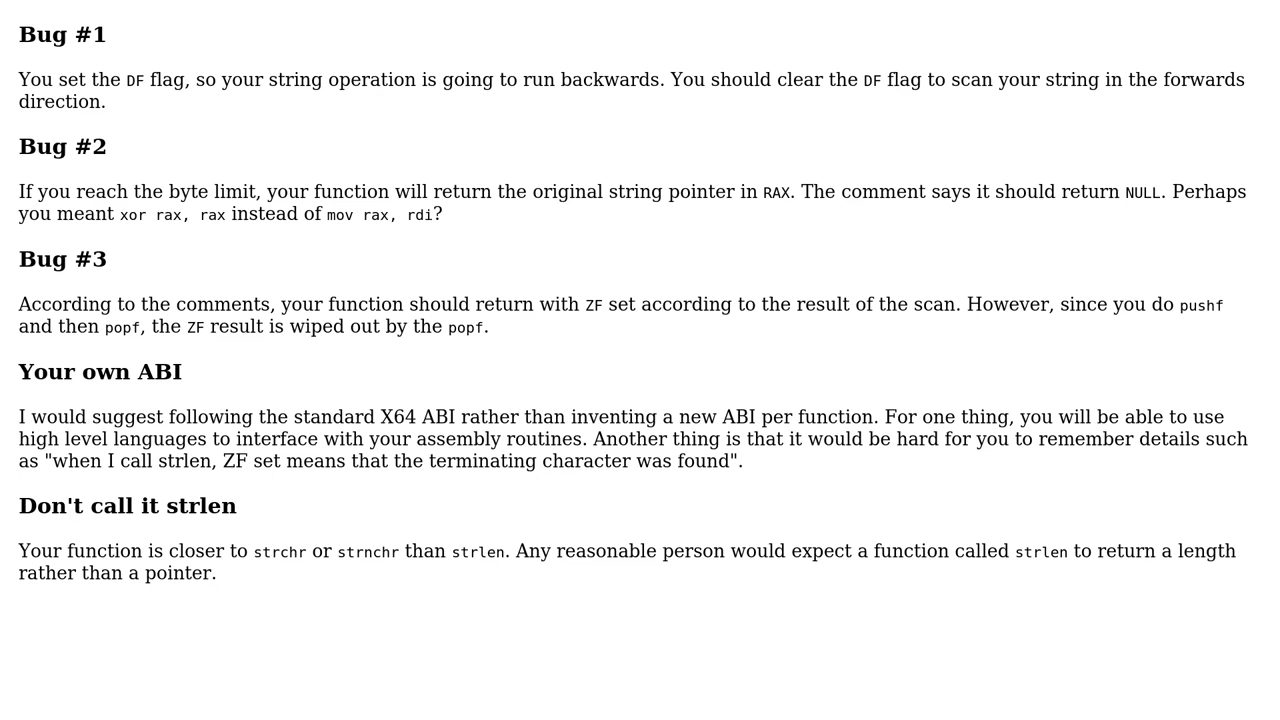 Bug #1
You set the DF flag, so your string operation is going to run backwards. You should clear the DF flag to scan your string in the forwards
direction.
Bug #2
If you reach the byte limit, your function will return the original string pointer in RAX. The comment says it should return NULL. Perhaps
you meant xor rax, rax instead of mov rax, rdi?
Bug #3
According to the comments, your function should return with ZF set according to the result of the scan. However, since you do pushf
and then popf, the ZF result is wiped out by the popf.
Your own ABI
I would suggest following the standard X64 ABI rather than inventing a new ABI per function. For one thing, you will be able to use
high level languages to interface with your assembly routines. Another thing is that it would be hard for you to remember details such
as "when I call strlen, ZF set means that the terminating character was found".
Don't call it strlen
Your function is closer to strchr or strnchr than strlen. Any reasonable person would expect a function called strlen to return a length
rather than a pointer.